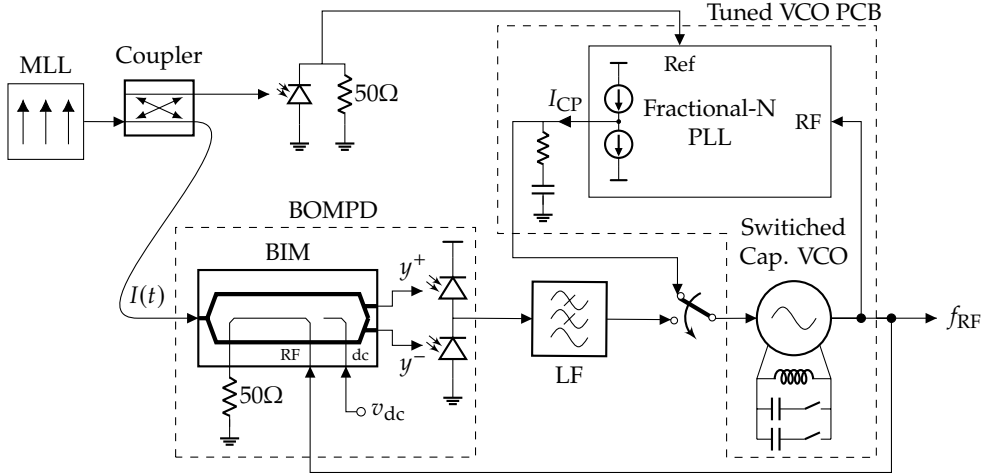 Tuned VCO PCB
MLL
Coupler
50Ω
Ref
I_CP
Fractional-N
PLL
RF
BOMPD
BIM
Switiched
Cap. VCO
I(t)
y⁺
y⁻
RF
dc
LF
f_RF
50Ω
v_dc